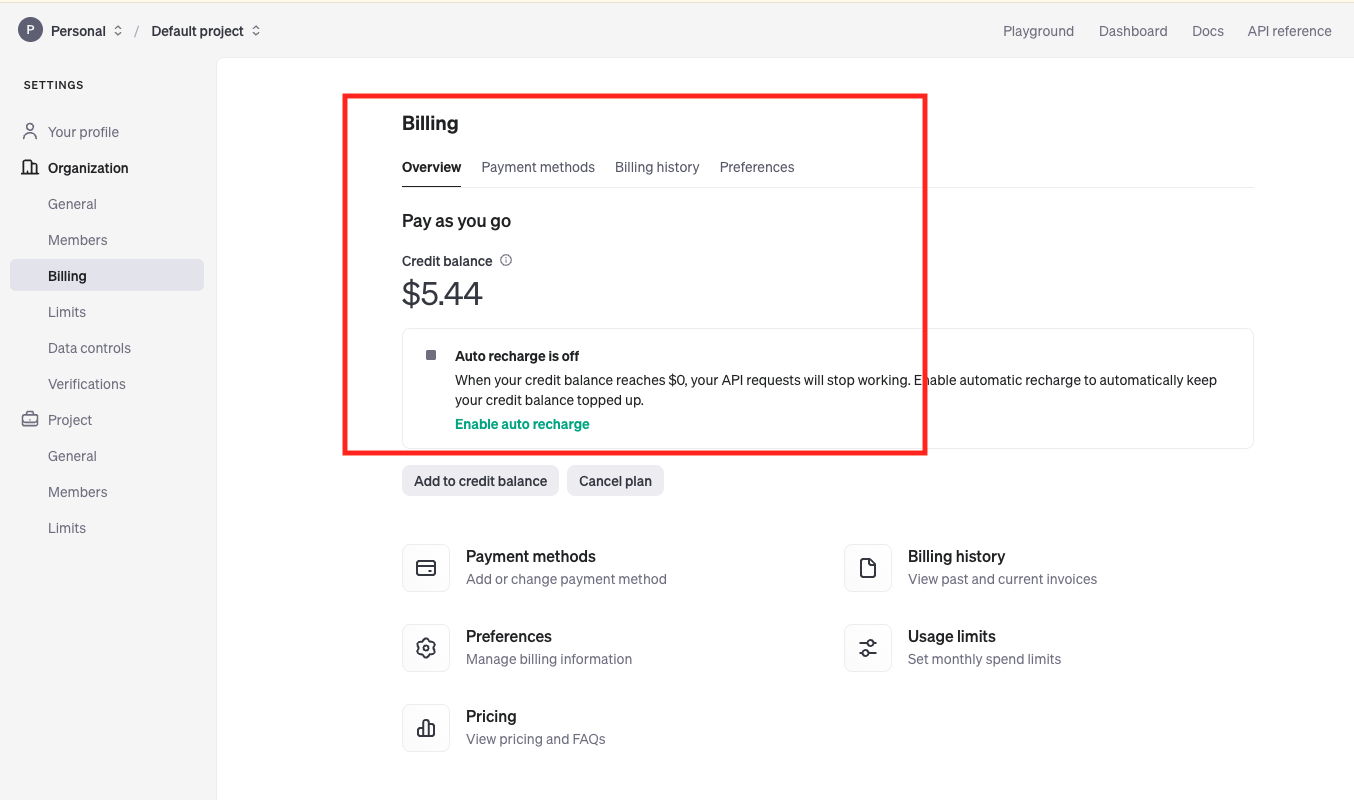 P Personal / Default project Playground Dashboard Docs API reference
SETTINGS
Your profile
Organization
General
Members
Billing
Limits
Data controls
Verifications
Project
General
Members
Limits
Billing
Overview Payment methods Billing history Preferences
Pay as you go
Credit balance
$5.44
Auto recharge is off
When your credit balance reaches $0, your API requests will stop working. Enable automatic recharge to automatically keep
your credit balance topped up.
Enable auto recharge
Add to credit balance Cancel plan
Payment methods
Add or change payment method
Billing history
View past and current invoices
Preferences
Manage billing information
Usage limits
Set monthly spend limits
Pricing
View pricing and FAQs